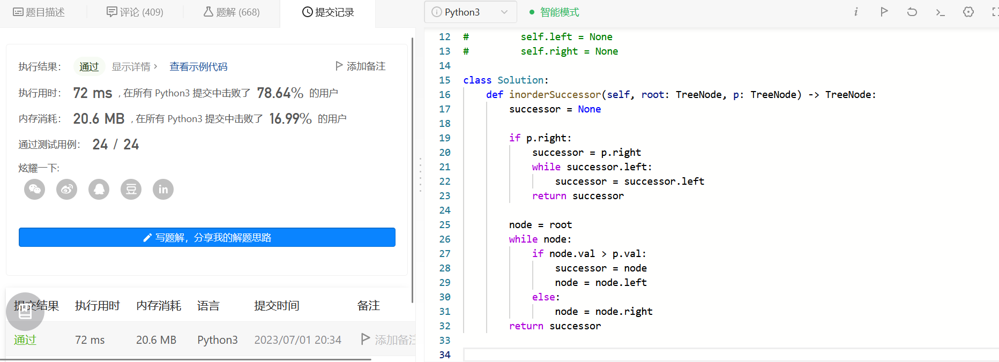 题目描述
评论 (409)
题解 (668)
提交记录
执行结果：
通过
显示详情 >
查看示例代码
添加备注
执行用时： 72 ms , 在所有 Python3 提交中击败了 78.64% 的用户
内存消耗： 20.6 MB , 在所有 Python3 提交中击败了 16.99% 的用户
通过测试用例： 24 / 24
炫耀一下:
豆
in
写题解，分享我的解题思路
提交结果 执行用时 内存消耗 语言 提交时间 备注
通过 72 ms 20.6 MB Python3 2023/07/01 20:34 添加备注
Python3
智能模式
12 #         self.left = None
13 #         self.right = None
14
15 class Solution:
16     def inorderSuccessor(self, root: TreeNode, p: TreeNode) -> TreeNode:
17         successor = None
18
19         if p.right:
20             successor = p.right
21             while successor.left:
22                 successor = successor.left
23             return successor
24
25         node = root
26         while node:
27             if node.val > p.val:
28                 successor = node
29                 node = node.left
30             else:
31                 node = node.right
32         return successor
33
34